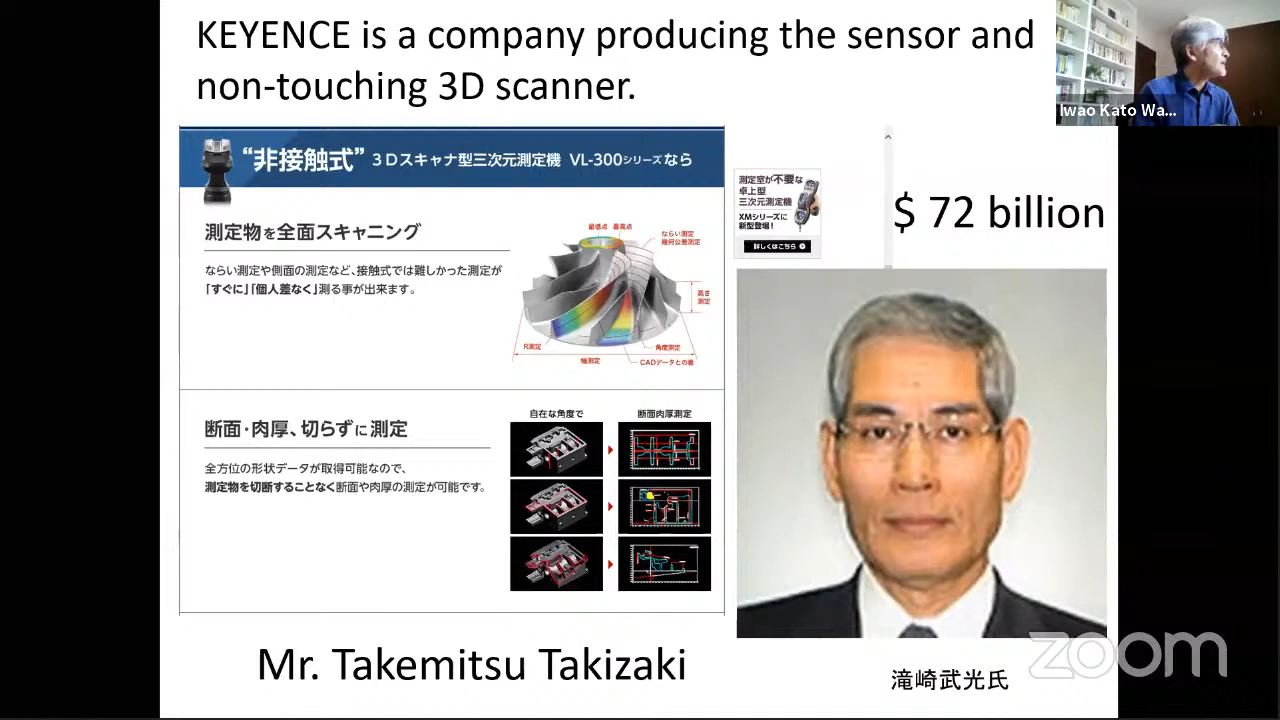 KEYENCE is a company producing the sensor and
non-touching 3D scanner.
Iwao Kato Wa...
“非接触式” 3Dスキャナ型三次元測定機 VL-300シリーズなら
測定物を全面スキャニング
ならい測定や側面の測定など、接触式では難しかった測定が
「すぐに」「個人差なく」測る事が出来ます。
最低点 最高点
ならい測定
幾何公差測定
高さ
測定
R測定
角度測定
幅測定
CADデータとの差
測定室が不要な
卓上型
三次元測定機
XMシリーズに
新型登場!
詳しくはこちら
$ 72 billion
断面・肉厚、切らずに測定
全方位の形状データが取得可能なので、
測定物を切断することなく断面や肉厚の測定が可能です。
自在な角度で
断面肉厚測定
Mr. Takemitsu Takizaki
滝崎武光氏
zoom